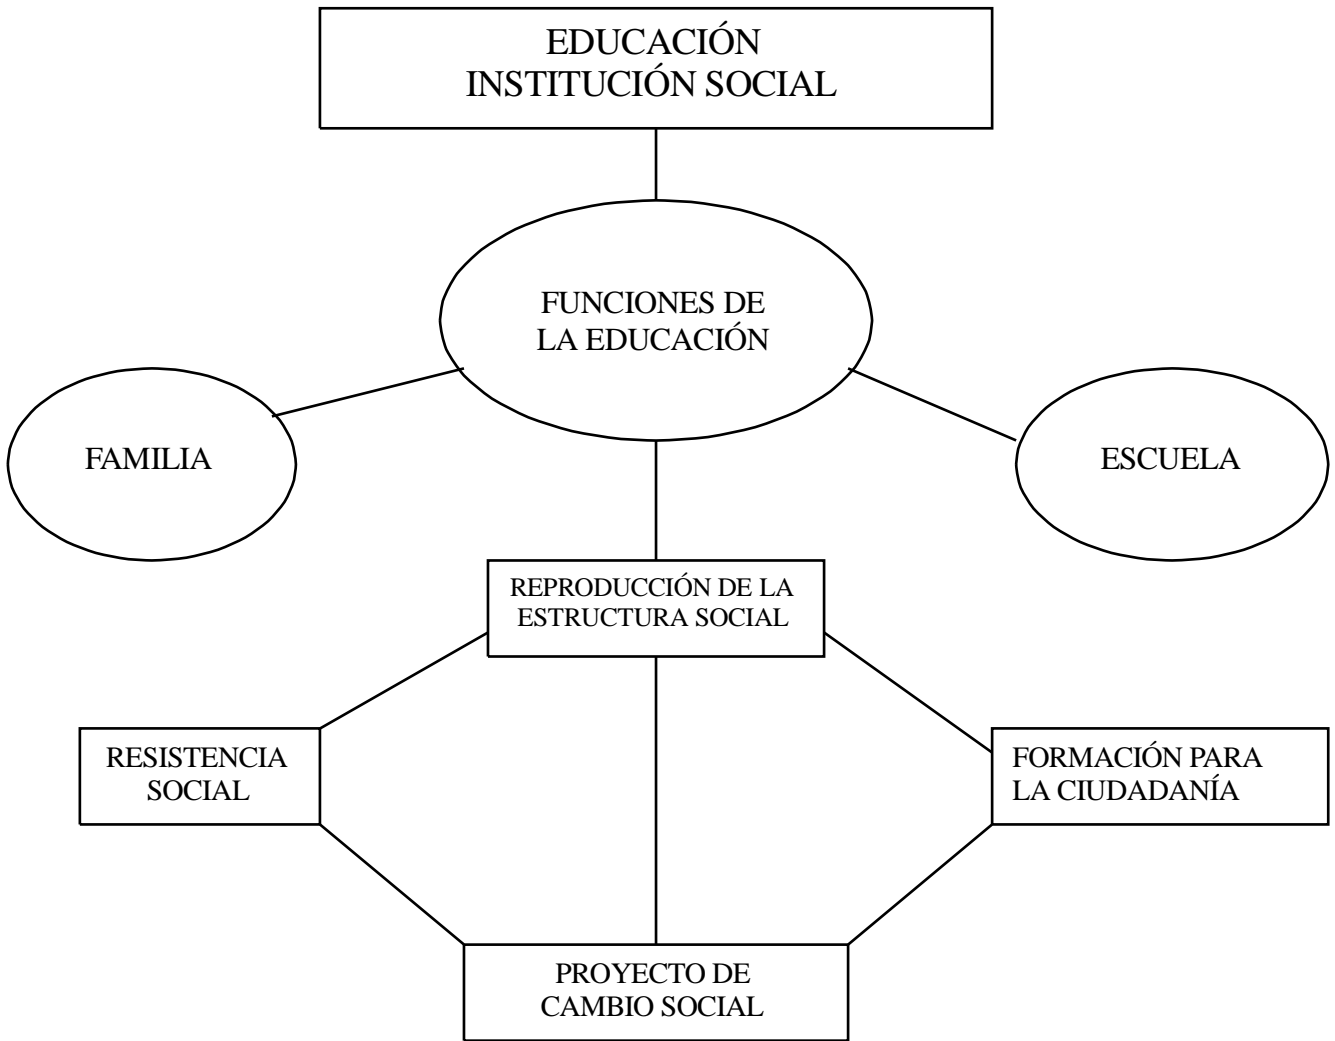 EDUCACIÓN
INSTITUCIÓN SOCIAL
FUNCIONES DE
LA EDUCACIÓN
FAMILIA
ESCUELA
REPRODUCCIÓN DE LA
ESTRUCTURA SOCIAL
RESISTENCIA
SOCIAL
FORMACIÓN PARA
LA CIUDADANÍA
PROYECTO DE
CAMBIO SOCIAL